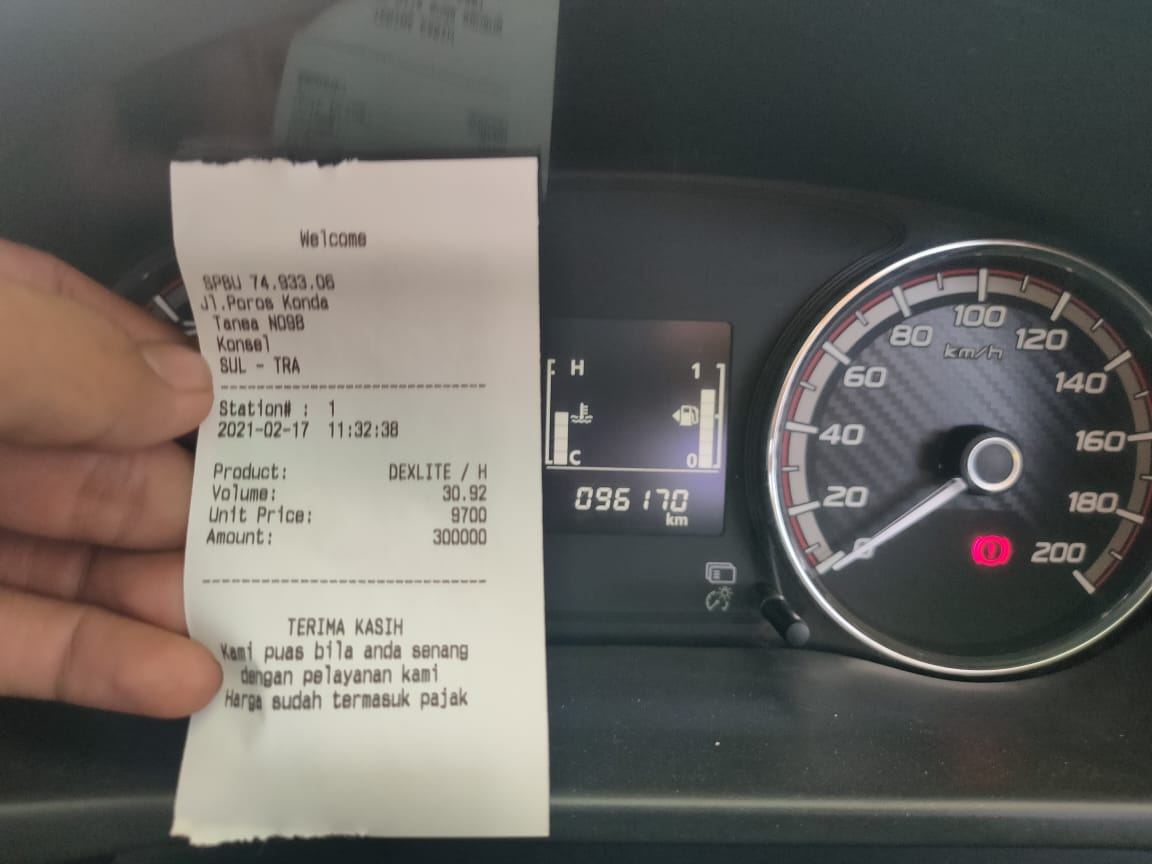 Welcome
SPBU 74.933.06
Jl.Poros Konda
Tanea NO98
Konsel
SUL - TRA
Station# : 1
2021-02-17 11:32:38
Product: DEXLITE / H
Volume: 30.92
Unit Price: 9700
Amount: 300000
TERIMA KASIH
Kami puas bila anda senang
dengan pelayanan kami
Harga sudah termasuk pajak
H 1
C 0
096170
km
0 20 40 60 80 100 120 140 160 180 200
km/h